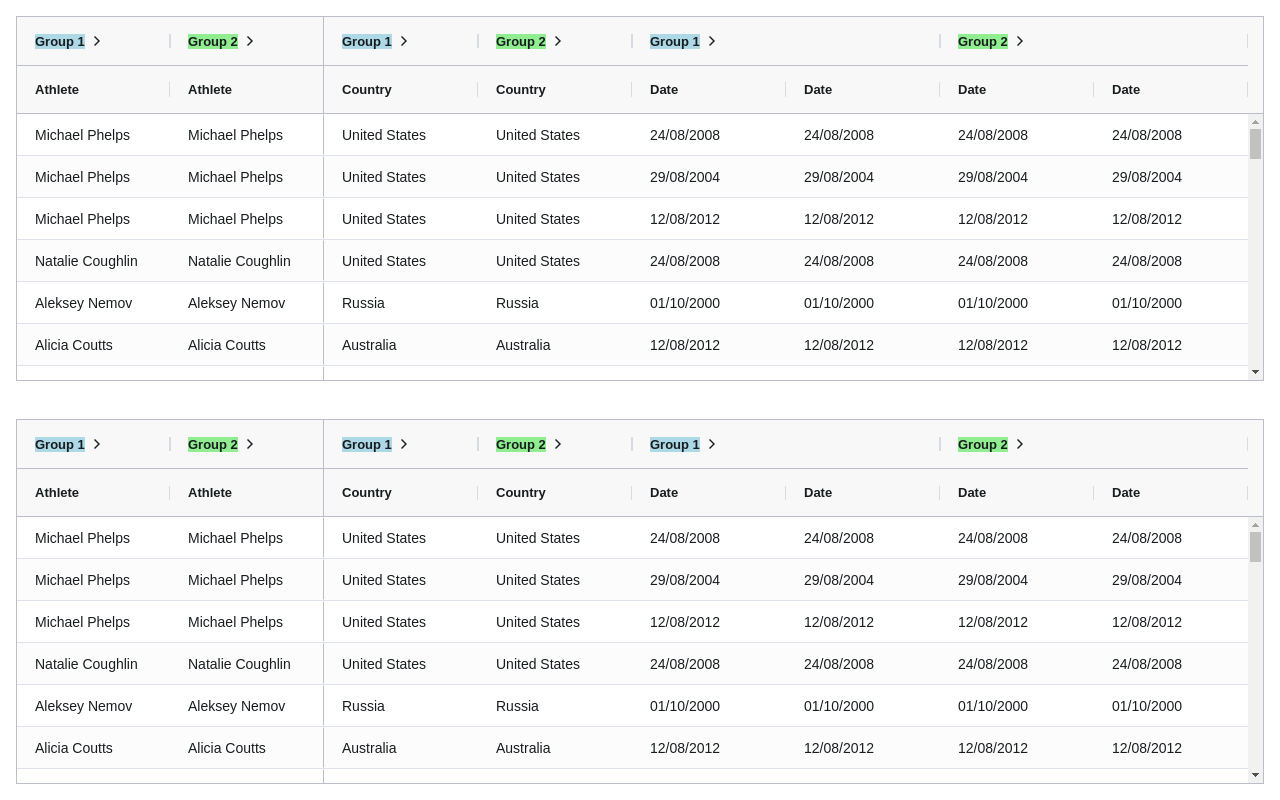 Group 1 Group 2 Group 1 Group 2 Group 1 Group 2
Athlete Athlete Country Country Date Date Date Date
Michael Phelps Michael Phelps United States United States 24/08/2008 24/08/2008 24/08/2008 24/08/2008
Michael Phelps Michael Phelps United States United States 29/08/2004 29/08/2004 29/08/2004 29/08/2004
Michael Phelps Michael Phelps United States United States 12/08/2012 12/08/2012 12/08/2012 12/08/2012
Natalie Coughlin Natalie Coughlin United States United States 24/08/2008 24/08/2008 24/08/2008 24/08/2008
Aleksey Nemov Aleksey Nemov Russia Russia 01/10/2000 01/10/2000 01/10/2000 01/10/2000
Alicia Coutts Alicia Coutts Australia Australia 12/08/2012 12/08/2012 12/08/2012 12/08/2012
Group 1 Group 2 Group 1 Group 2 Group 1 Group 2
Athlete Athlete Country Country Date Date Date Date
Michael Phelps Michael Phelps United States United States 24/08/2008 24/08/2008 24/08/2008 24/08/2008
Michael Phelps Michael Phelps United States United States 29/08/2004 29/08/2004 29/08/2004 29/08/2004
Michael Phelps Michael Phelps United States United States 12/08/2012 12/08/2012 12/08/2012 12/08/2012
Natalie Coughlin Natalie Coughlin United States United States 24/08/2008 24/08/2008 24/08/2008 24/08/2008
Aleksey Nemov Aleksey Nemov Russia Russia 01/10/2000 01/10/2000 01/10/2000 01/10/2000
Alicia Coutts Alicia Coutts Australia Australia 12/08/2012 12/08/2012 12/08/2012 12/08/2012